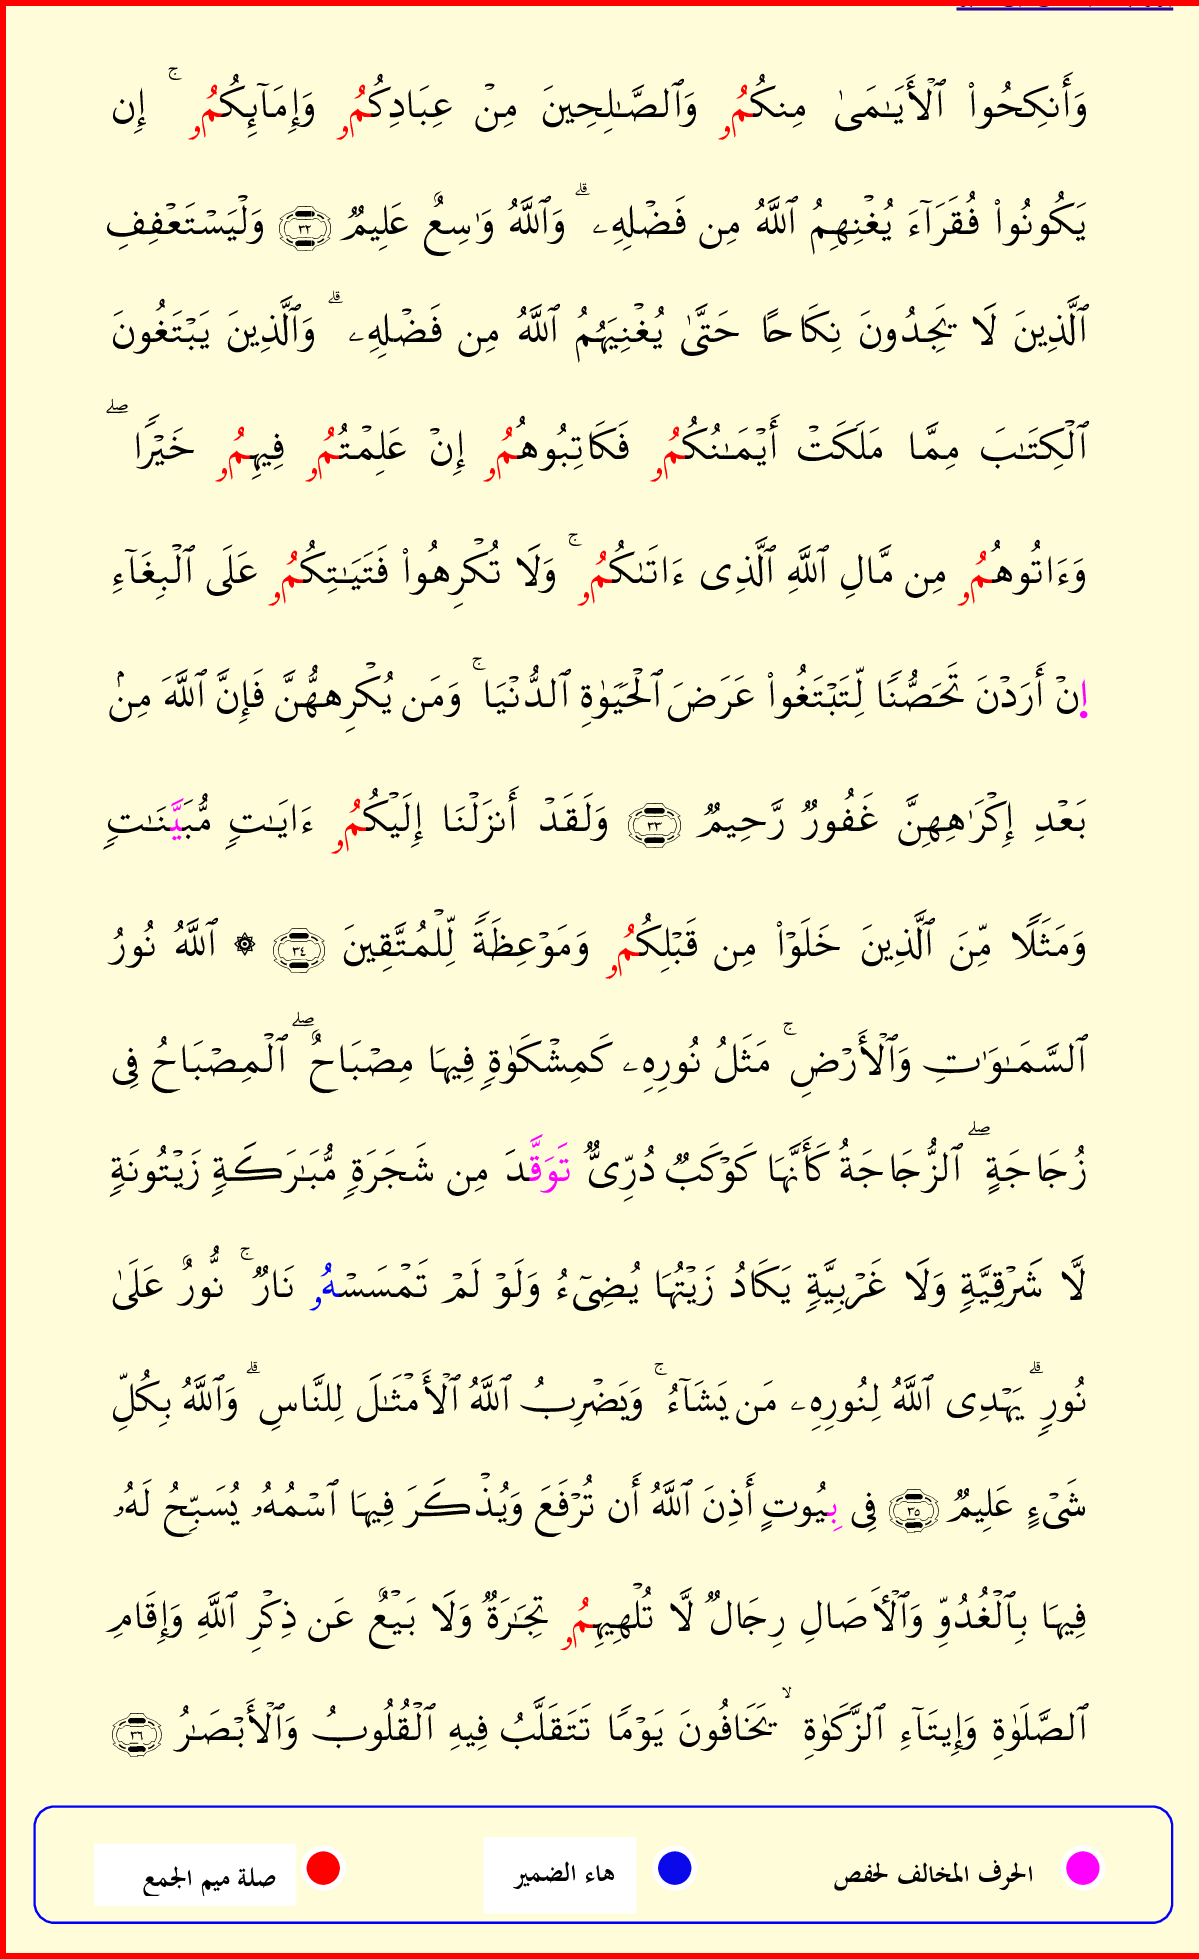 وَأَنكِحُوا۟ ٱلْأَيَـٰمَىٰ مِنكُمُۥ وَٱلصَّـٰلِحِينَ مِنْ عِبَادِكُمُۥ وَإِمَآئِكُمُۥ ۚ إِن
يَكُونُوا۟ فُقَرَآءَ يُغْنِهِمُ ٱللَّهُ مِن فَضْلِهِۦ ۗ وَٱللَّهُ وَٰسِعٌ عَلِيمٌ ٣٢ وَلْيَسْتَعْفِفِ
ٱلَّذِينَ لَا يَجِدُونَ نِكَاحًا حَتَّىٰ يُغْنِيَهُمُ ٱللَّهُ مِن فَضْلِهِۦ ۗ وَٱلَّذِينَ يَبْتَغُونَ
ٱلْكِتَـٰبَ مِمَّا مَلَكَتْ أَيْمَـٰنُكُمُۥ فَكَاتِبُوهُمُۥ إِنْ عَلِمْتُمُۥ فِيهِمُۥ خَيْرًا ۖ
وَءَاتُوهُمُۥ مِن مَّالِ ٱللَّهِ ٱلَّذِى ءَاتَىٰكُمُۥ ۚ وَلَا تُكْرِهُوا۟ فَتَيَـٰتِكُمُۥ عَلَى ٱلْبِغَآءِ
اِ۪نْ أَرَدْنَ تَحَصُّنًا لِّتَبْتَغُوا۟ عَرَضَ ٱلْحَيَوٰةِ ٱلدُّنْيَا ۚ وَمَن يُكْرِههُّنَّ فَإِنَّ ٱللَّهَ مِنۢ
بَعْدِ إِكْرَٰهِهِنَّ غَفُورٌ رَّحِيمٌ ٣٣ وَلَقَدْ أَنزَلْنَا إِلَيْكُمُۥ ءَايَـٰتٍ مُّبَيَّنَـٰتٍ
وَمَثَلًا مِّنَ ٱلَّذِينَ خَلَوْا۟ مِن قَبْلِكُمُۥ وَمَوْعِظَةً لِّلْمُتَّقِينَ ٣٤ ۞ ٱللَّهُ نُورُ
ٱلسَّمَـٰوَٰتِ وَٱلْأَرْضِ ۚ مَثَلُ نُورِهِۦ كَمِشْكَوٰةٍ فِيهَا مِصْبَاحٌ ۖ ٱلْمِصْبَاحُ فِى
زُجَاجَةٍ ۖ ٱلزُّجَاجَةُ كَأَنَّهَا كَوْكَبٌ دُرِّىٌّ تَوَقَّدَ مِن شَجَرَةٍ مُّبَـٰرَكَةٍ زَيْتُونَةٍ
لَّا شَرْقِيَّةٍ وَلَا غَرْبِيَّةٍ يَكَادُ زَيْتُهَا يُضِىٓءُ وَلَوْ لَمْ تَمْسَسْهُۥ نَارٌ ۚ نُّورٌ عَلَىٰ
نُورٍ ۗ يَهْدِى ٱللَّهُ لِنُورِهِۦ مَن يَشَآءُ ۚ وَيَضْرِبُ ٱللَّهُ ٱلْأَمْثَـٰلَ لِلنَّاسِ ۗ وَٱللَّهُ بِكُلِّ
شَىْءٍ عَلِيمٌ ٣٥ فِى بِيُوتٍ أَذِنَ ٱللَّهُ أَن تُرْفَعَ وَيُذْكَرَ فِيهَا ٱسْمُهُۥ يُسَبِّحُ لَهُۥ
فِيهَا بِٱلْغُدُوِّ وَٱلْـَٔاصَالِ رِجَالٌ لَّا تُلْهِيهِمُۥ تِجَـٰرَةٌ وَلَا بَيْعٌ عَن ذِكْرِ ٱللَّهِ وَإِقَامِ
ٱلصَّلَوٰةِ وَإِيتَآءِ ٱلزَّكَوٰةِ ۙ يَخَافُونَ يَوْمًا تَتَقَلَّبُ فِيهِ ٱلْقُلُوبُ وَٱلْأَبْصَـٰرُ ٣٦
الحرف المخالف لحفص هاء الضمير صلة ميم الجمع